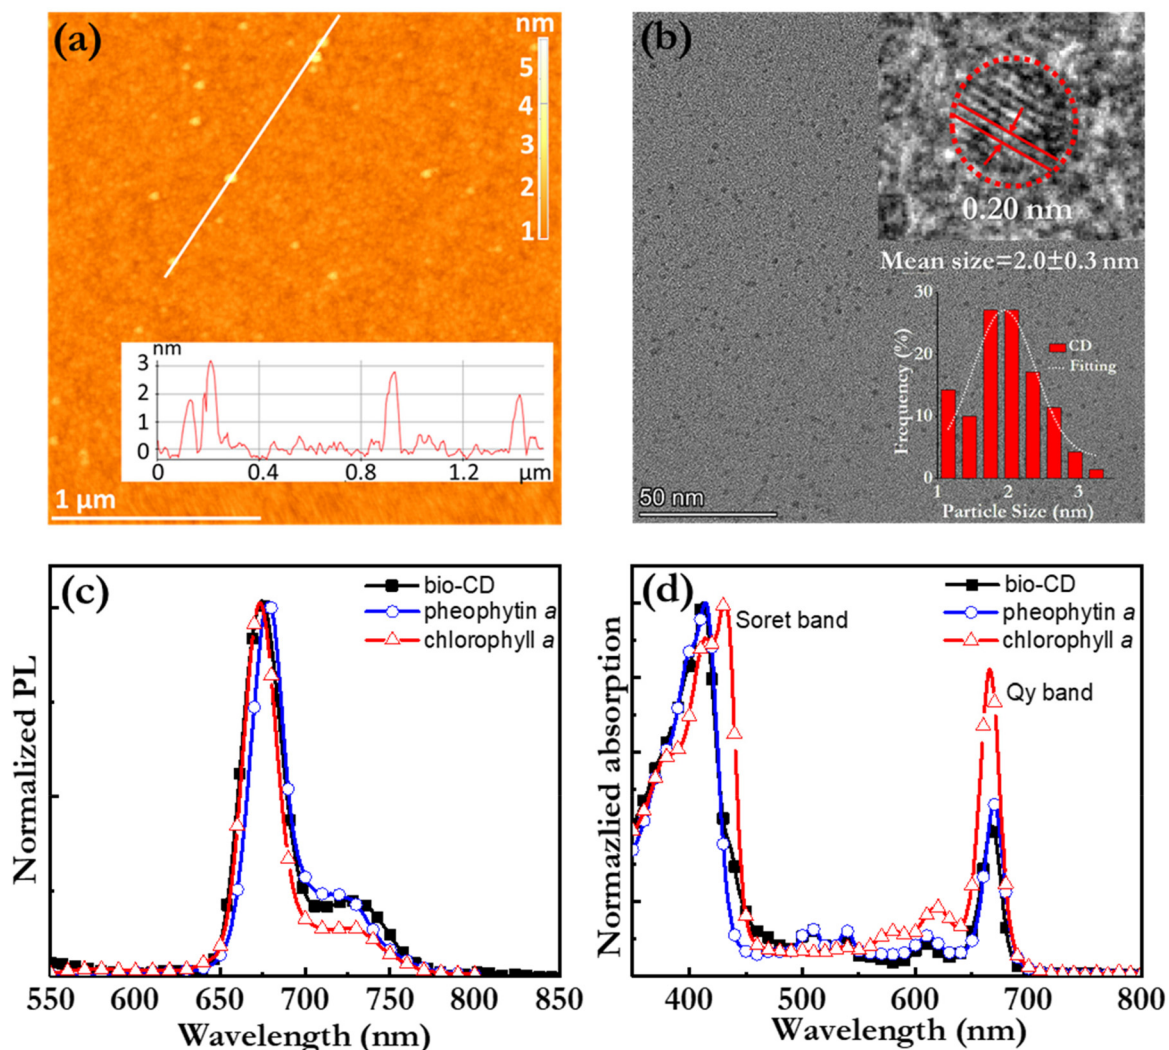 (a)
nm
5
4
3
2
1
nm
3
2
1
0
0 0.4 0.8 1.2 μm
1 μm
(b)
0.20 nm
Mean size=2.0±0.3 nm
30
20
10
0
Frequency (%)
CD
Fitting
1 2 3
Particle Size (nm)
50 nm
(c)
bio-CD
pheophytin a
chlorophyll a
Normalized PL
550 600 650 700 750 800 850
Wavelength (nm)
(d)
bio-CD
pheophytin a
chlorophyll a
Soret band
Qy band
Normazlied absorption
400 500 600 700 800
Wavelength (nm)